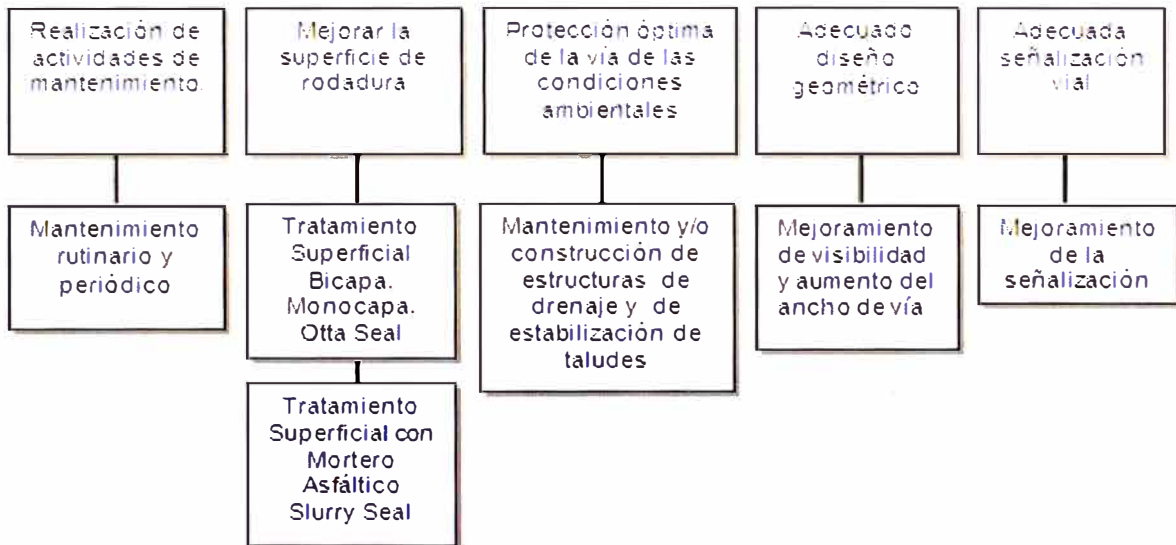 Realización de
actividades de
mantenimiento.
Mejorar la
superficie de
rodadura
Protección óptima
de la vía de las
condiciones
ambientales
Adecuado
diseño
geométrico
Adecuada
señalización
vial
Mantenimiento
rutinario y
periódico
Tratamiento
Superficial
Bicapa.
Monocapa.
Otta Seal
Mantenimiento y/o
construcción de
estructuras de
drenaje y de
estabilización de
taludes
Mejoramiento
de visibilidad
y aumento del
ancho de vía
Mejoramiento
de la
señalización
Tratamiento
Superficial con
Mortero
Asfáltico
Slurry Seal